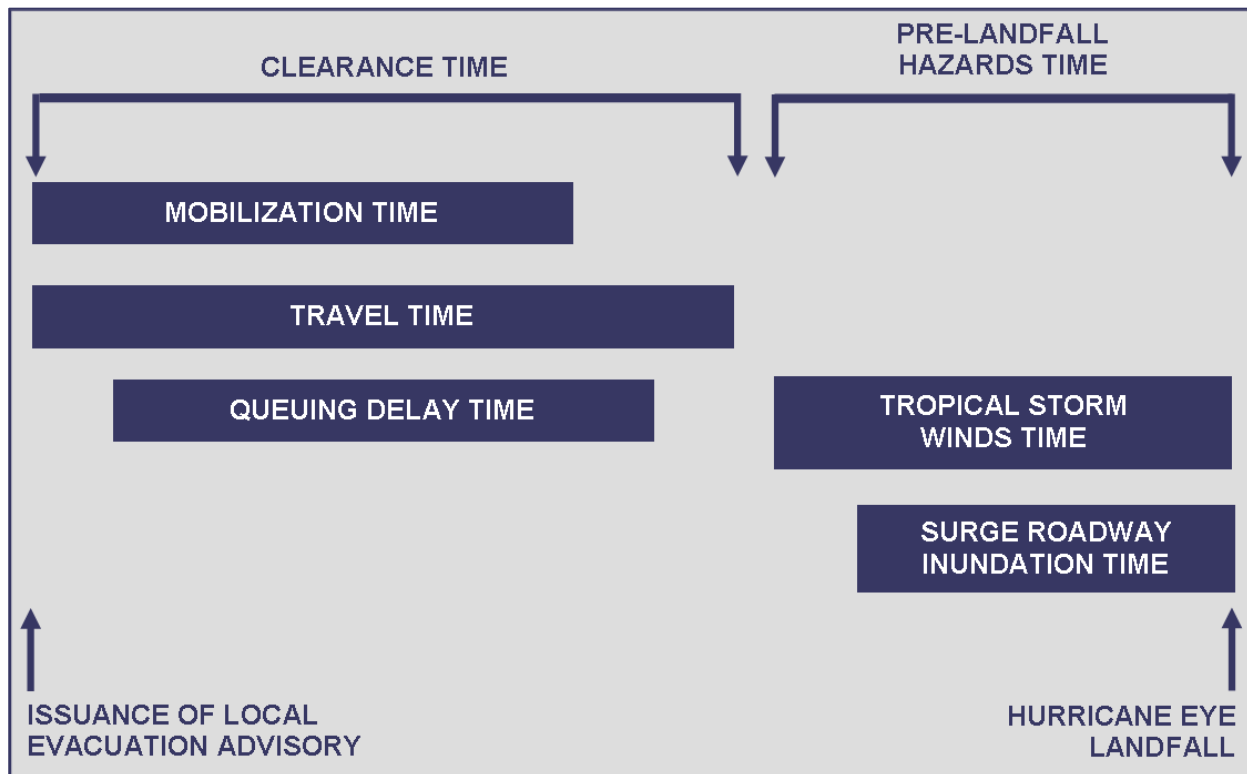 CLEARANCE TIME
PRE-LANDFALL
HAZARDS TIME
MOBILIZATION TIME
TRAVEL TIME
QUEUING DELAY TIME
TROPICAL STORM
WINDS TIME
SURGE ROADWAY
INUNDATION TIME
ISSUANCE OF LOCAL
EVACUATION ADVISORY
HURRICANE EYE
LANDFALL